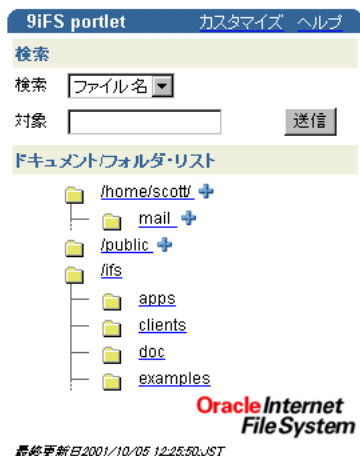 9iFS portlet カスタマイズ ヘルプ
検索
検索 ファイル名
対象 送信
ドキュメント/フォルダ・リスト
/home/scott/
mail
/public
/ifs
apps
clients
doc
examples
Oracle Internet
File System
最終更新日2001/10/05 12:25:50:JST